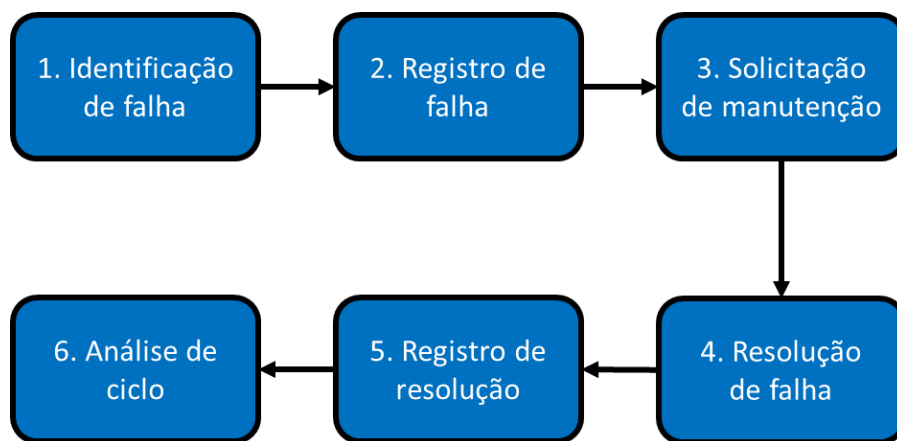 1. Identificação
de falha
2. Registro de
falha
3. Solicitação
de manutenção
4. Resolução
de falha
5. Registro de
resolução
6. Análise de
ciclo